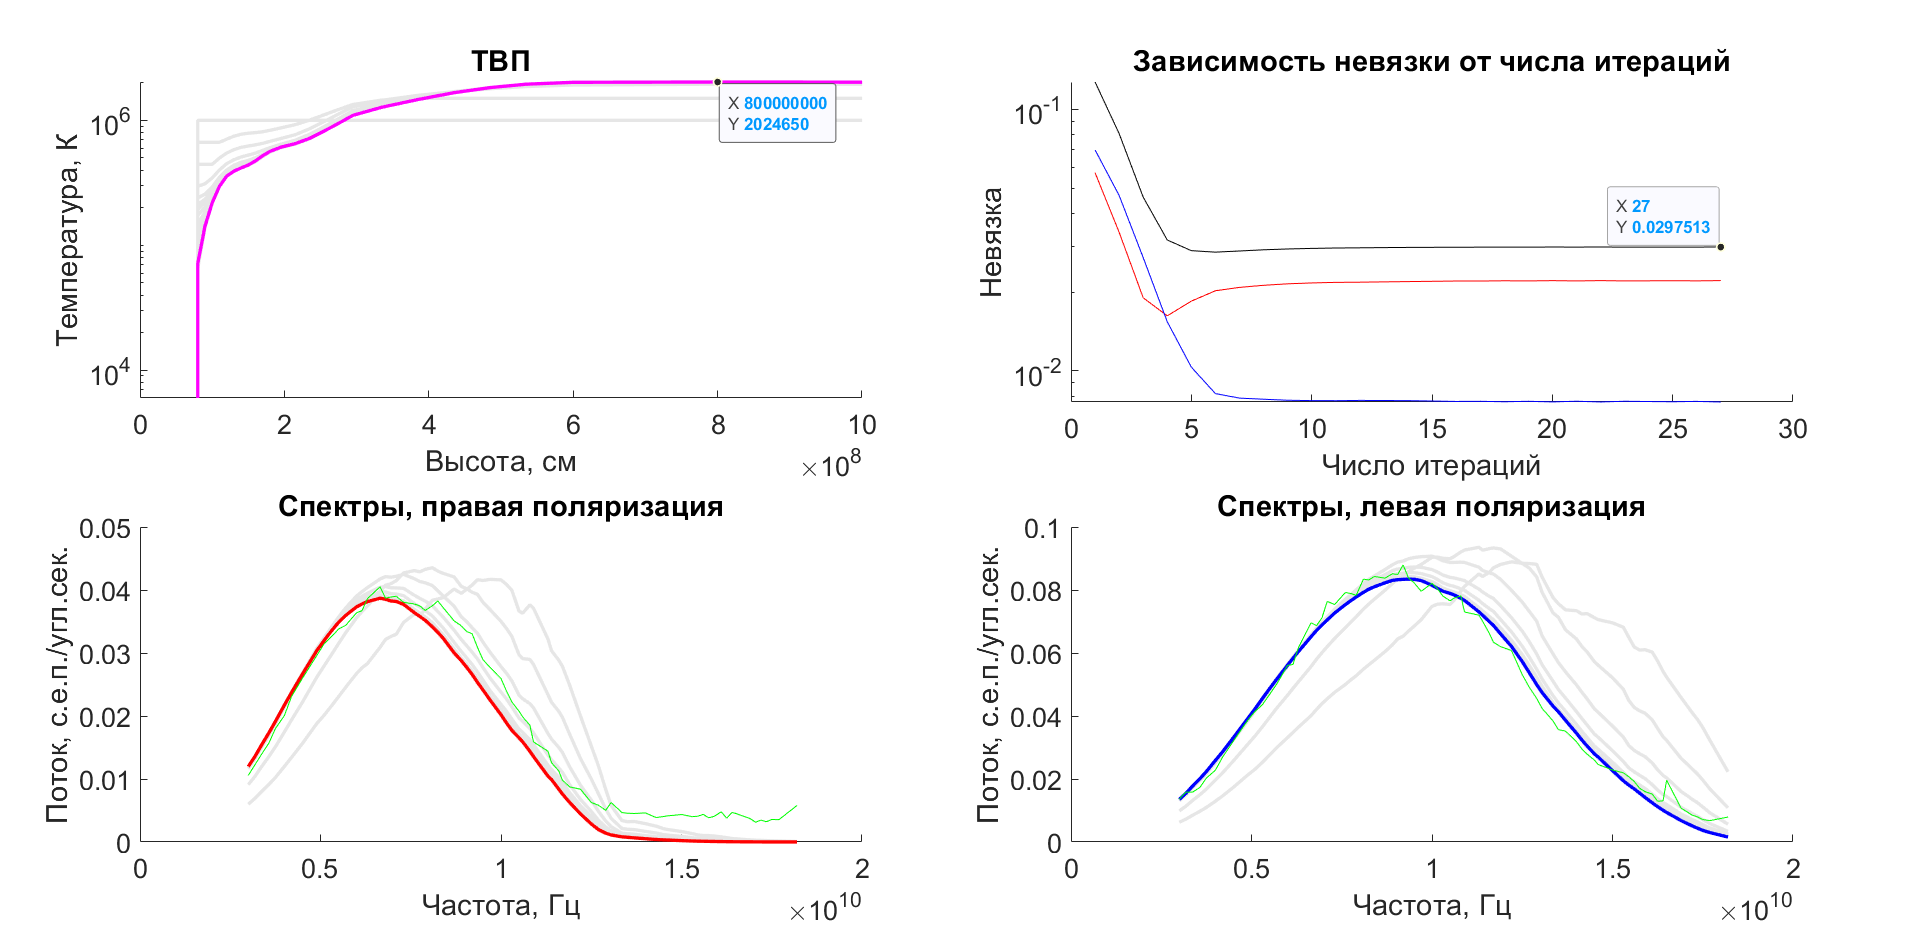 ТВП
10^6
10^4
Температура, К
X 800000000
Y 2024650
0 2 4 6 8 10
Высота, см
×10^8
Зависимость невязки от числа итераций
10^-1
10^-2
Невязка
X 27
Y 0.0297513
0 5 10 15 20 25 30
Число итераций
Спектры, правая поляризация
0.05
0.04
0.03
0.02
0.01
0
Поток, с.е.п./угл.сек.
0 0.5 1 1.5 2
Частота, Гц
×10^10
Спектры, левая поляризация
0.1
0.08
0.06
0.04
0.02
0
Поток, с.е.п./угл.сек.
0 0.5 1 1.5 2
Частота, Гц
×10^10